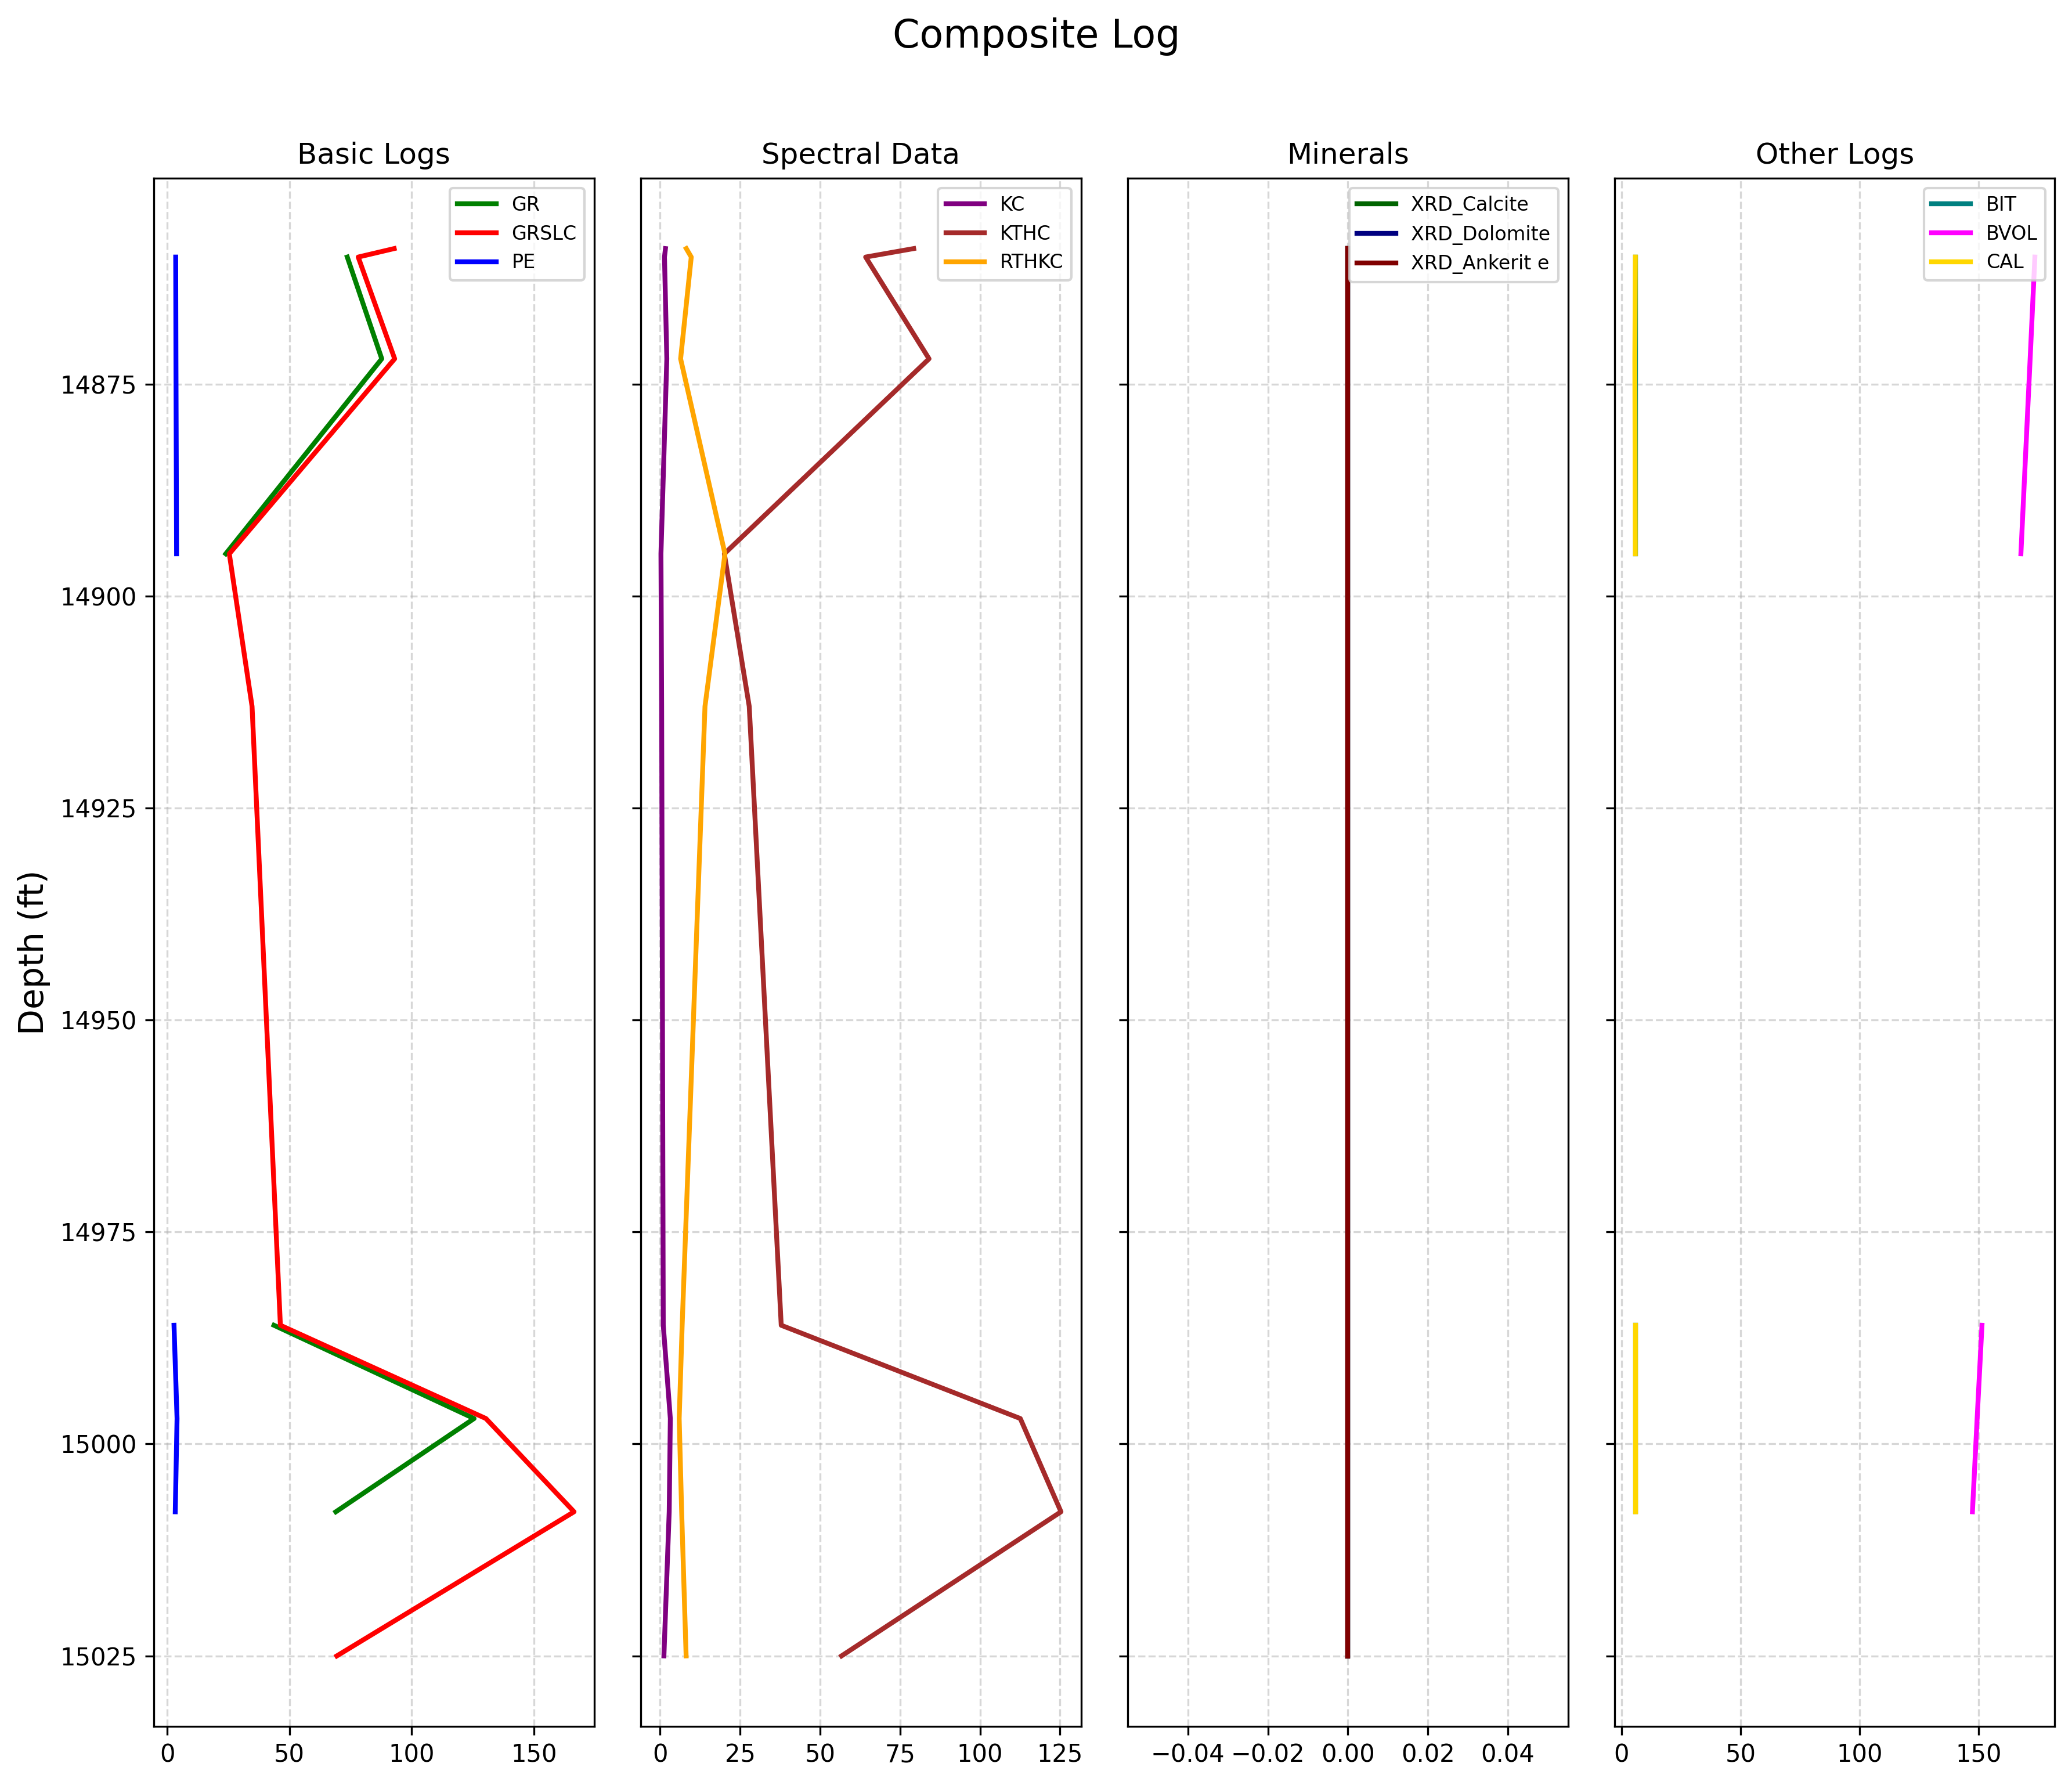 Composite Log
Basic Logs
Spectral Data
Minerals
Other Logs
GR
GRSLC
PE
KC
KTHC
RTHKC
XRD_Calcite
XRD_Dolomite
XRD_Ankerit e
BIT
BVOL
CAL
Depth (ft)
14875
14900
14925
14950
14975
15000
15025
0 50 100 150
0 25 50 75 100 125
−0.04 −0.02 0.00 0.02 0.04
0 50 100 150